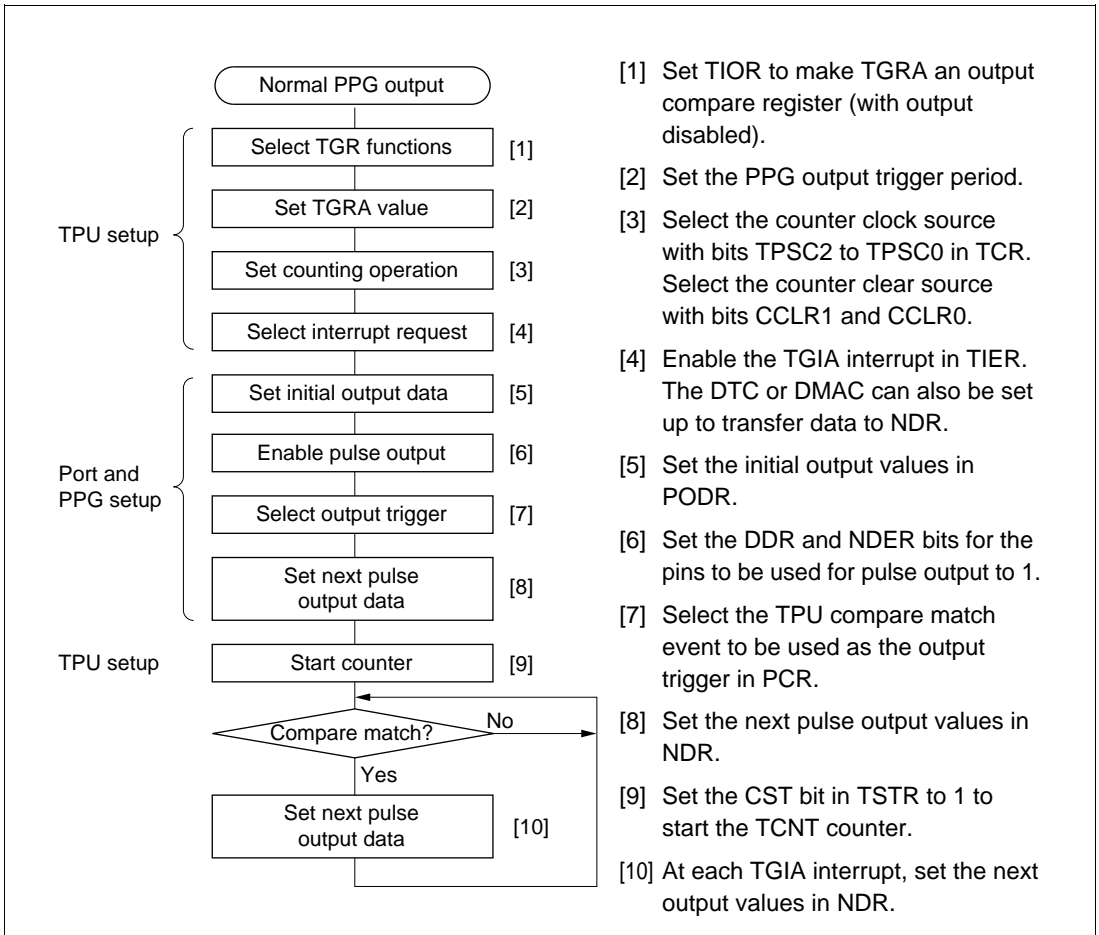 Normal PPG output
Select TGR functions [1]
Set TGRA value [2]
TPU setup
Set counting operation [3]
Select interrupt request [4]
Set initial output data [5]
Enable pulse output [6]
Port and
PPG setup
Select output trigger [7]
Set next pulse
output data
[8]
TPU setup
Start counter [9]
Compare match?
No
Yes
Set next pulse
output data
[10]
[1] Set TIOR to make TGRA an output
compare register (with output
disabled).
[2] Set the PPG output trigger period.
[3] Select the counter clock source
with bits TPSC2 to TPSC0 in TCR.
Select the counter clear source
with bits CCLR1 and CCLR0.
[4] Enable the TGIA interrupt in TIER.
The DTC or DMAC can also be set
up to transfer data to NDR.
[5] Set the initial output values in
PODR.
[6] Set the DDR and NDER bits for the
pins to be used for pulse output to 1.
[7] Select the TPU compare match
event to be used as the output
trigger in PCR.
[8] Set the next pulse output values in
NDR.
[9] Set the CST bit in TSTR to 1 to
start the TCNT counter.
[10] At each TGIA interrupt, set the next
output values in NDR.